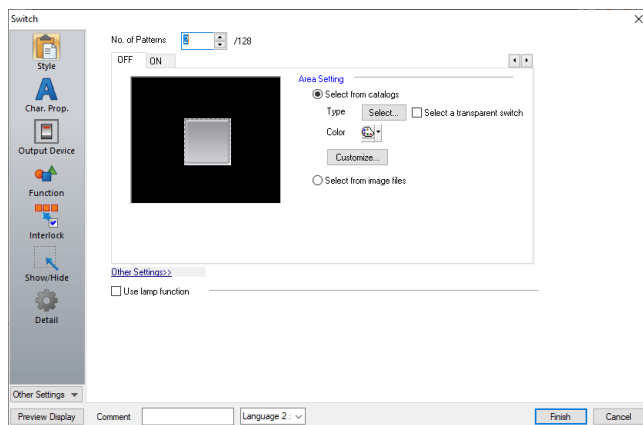 Switch
Style
Char. Prop.
Output Device
Function
Interlock
Show/Hide
Detail
Other Settings
No. of Patterns 2 /128
OFF ON
Area Setting
Select from catalogs
Type Select... Select a transparent switch
Color
Customize...
Select from image files
Other Settings>>
Use lamp function
Preview Display Comment Language 2 : Finish Cancel